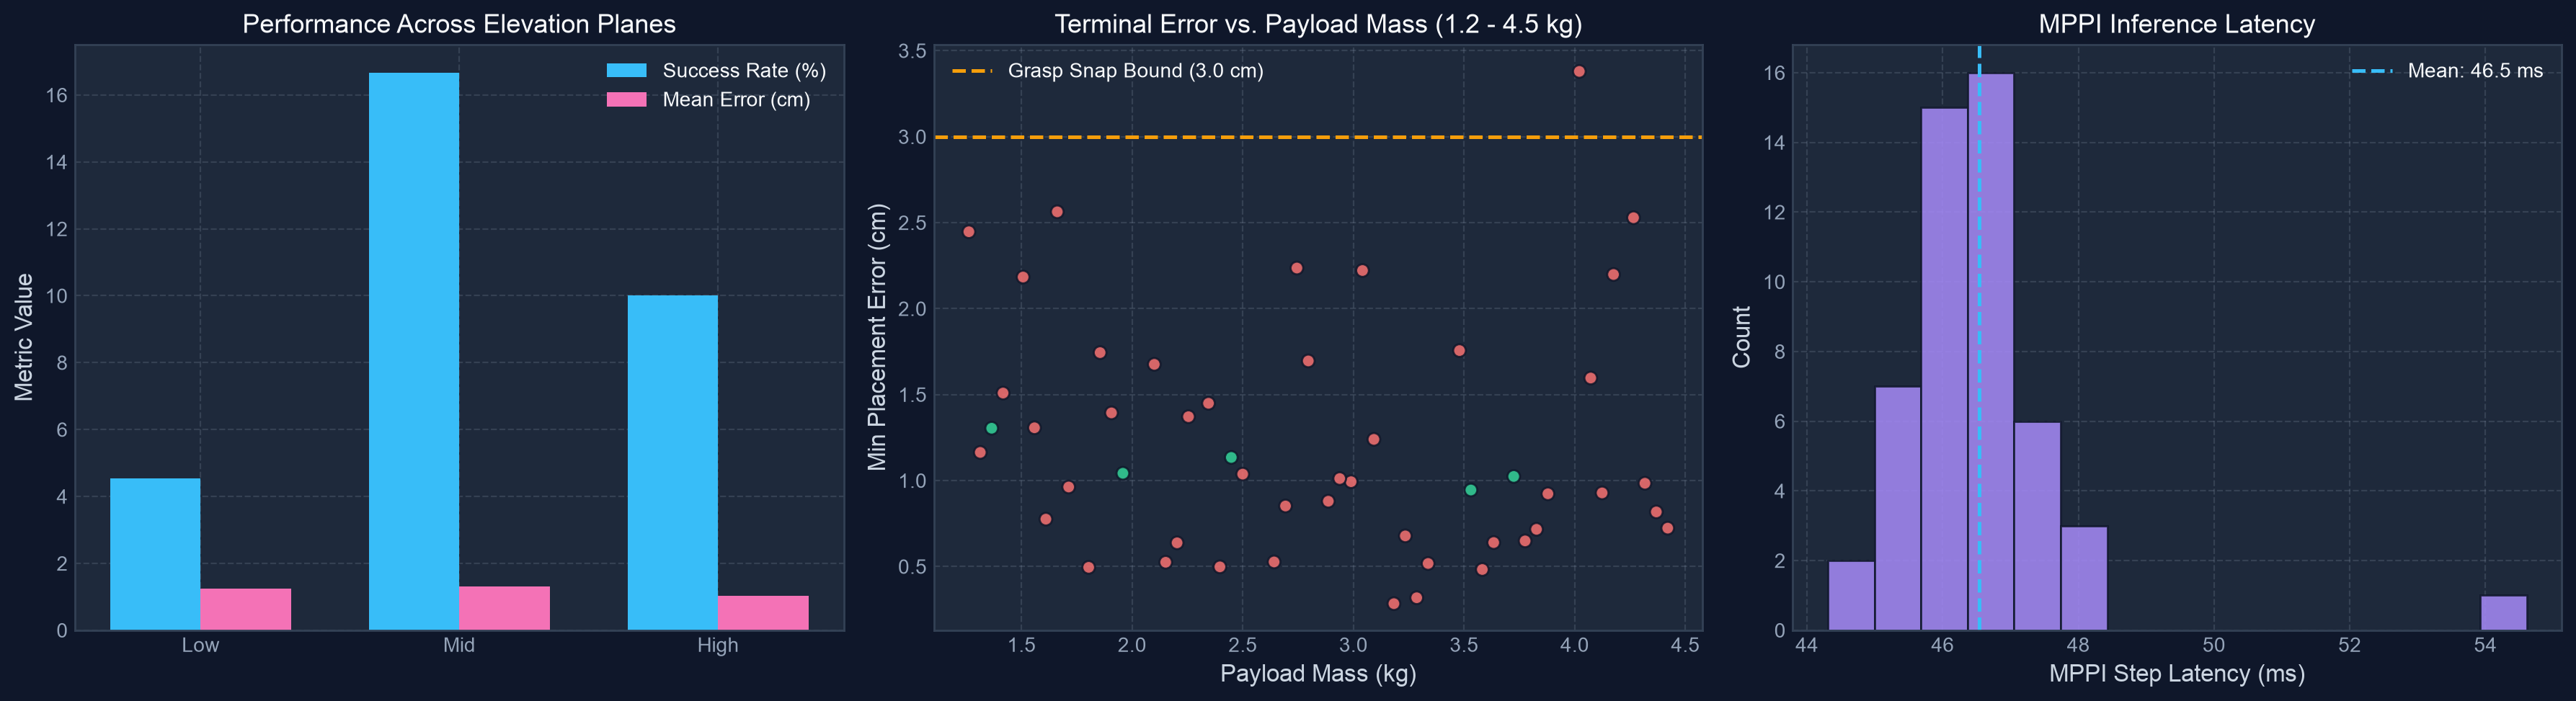 Performance Across Elevation Planes
Success Rate (%)
Mean Error (cm)
Metric Value
16
14
12
10
8
6
4
2
0
Low Mid High
Terminal Error vs. Payload Mass (1.2 - 4.5 kg)
Grasp Snap Bound (3.0 cm)
Min Placement Error (cm)
3.5
3.0
2.5
2.0
1.5
1.0
0.5
1.5 2.0 2.5 3.0 3.5 4.0 4.5
Payload Mass (kg)
MPPI Inference Latency
Mean: 46.5 ms
Count
16
14
12
10
8
6
4
2
0
44 46 48 50 52 54
MPPI Step Latency (ms)